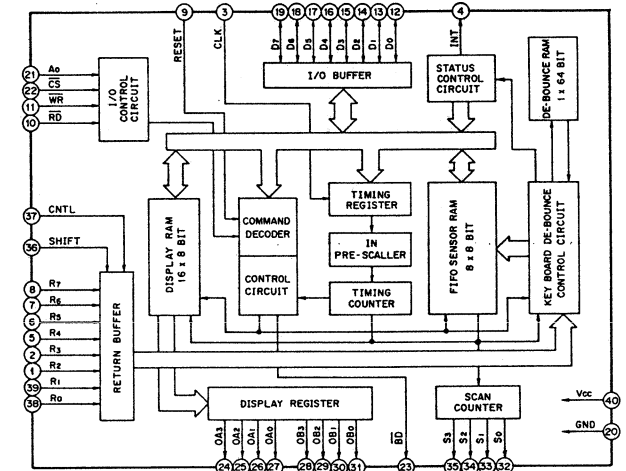 9 3 19 18 17 16 15 14 13 12 4
RESET
CLK
D7 D6 D5 D4 D3 D2 D1 D0
INT
I/O BUFFER
STATUS
CONTROL
CIRCUIT
DE-BOUNCE RAM
1 x 64 BIT
21 A0
22 C̅S̅
11 W̅R̅
10 R̅D̅
I/O
CONTROL
CIRCUIT
37 CNTL
36 SHIFT
8 R7
7 R6
6 R5
5 R4
2 R3
1 R2
39 R1
38 R0
RETURN BUFFER
DISPLAY RAM
16 x 8 BIT
COMMAND
DECODER
CONTROL
CIRCUIT
TIMING
REGISTER
IN
PRE-SCALLER
TIMING
COUNTER
FIFO SENSOR RAM
8 x 8 BIT
KEY BOARD DE-BOUNCE
CONTROL CIRCUIT
DISPLAY REGISTER
SCAN
COUNTER
Vcc 40
GND 20
OA3 OA2 OA1 OA0 OB3 OB2 OB1 OB0 B̅D̅ S3 S2 S1 S0
24 25 26 27 28 29 30 31 23 35 34 33 32